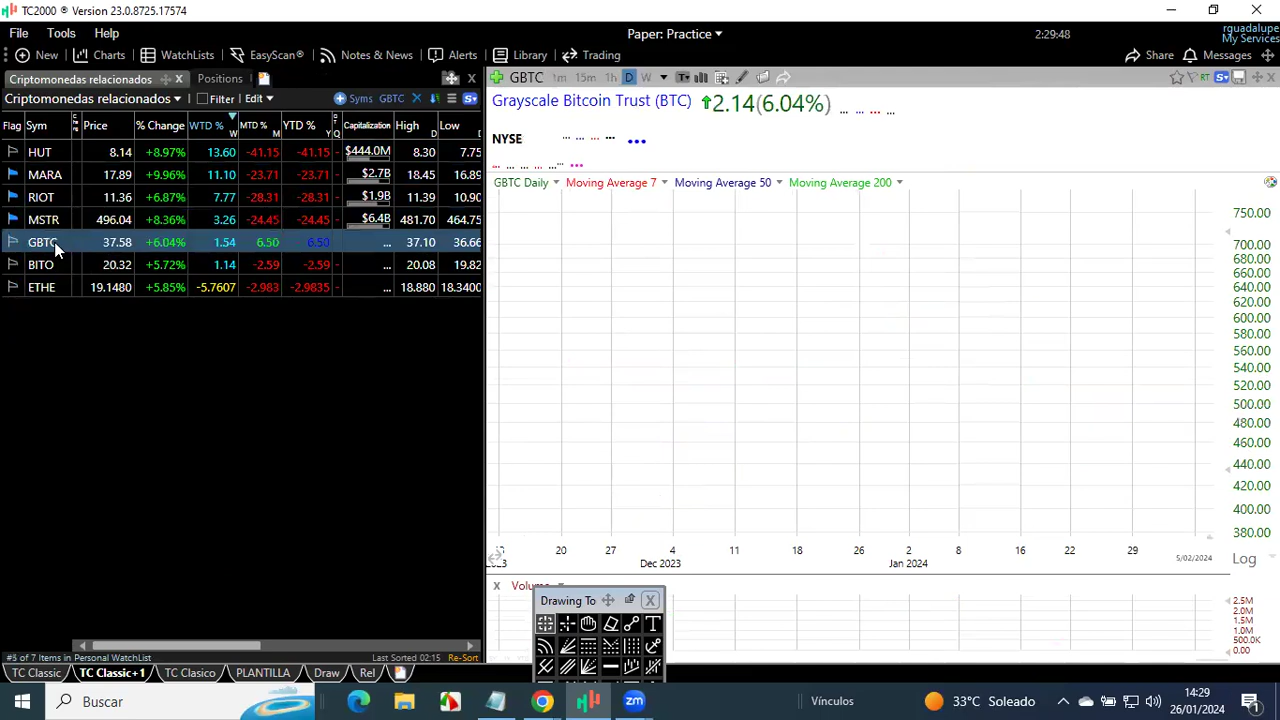 TC2000 ® Version 23.0.8725.17574
File Tools Help Paper: Practice 2:29:48 rguadalupe
My Services
New Charts WatchLists EasyScan® Notes & News Alerts Library Trading Share Messages
Criptomonedas relacionados x Positions
Criptomonedas relacionados Filter Edit Syms GBTC
Flag Sym Price % Change WTD % W MTD % M YTD % Y Capitalization High D Low D
HUT 8.14 +8.97% 13.60 -41.15 -41.15 - $444.0M 8.30 7.75
MARA 17.89 +9.96% 11.10 -23.71 -23.71 - $2.7B 18.45 16.89
RIOT 11.36 +6.87% 7.77 -28.31 -28.31 - $1.9B 11.39 10.90
MSTR 496.04 +8.36% 3.26 -24.45 -24.45 - $6.4B 481.70 464.75
GBTC 37.58 +6.04% 1.54 6.50 6.50 - ... 37.10 36.66
BITO 20.32 +5.72% 1.14 -2.59 -2.59 - ... 20.08 19.82
ETHE 19.1480 +5.85% -5.7607 -2.983 -2.9835 - ... 18.880 18.3400
#5 of 7 Items in Personal WatchList Last Sorted 02:15 Re-Sort
GBTC 1m 15m 1h D W T RT S
Grayscale Bitcoin Trust (BTC) 2.14(6.04%) ... ... ... ...
NYSE ... ... ... ... ...
GBTC Daily Moving Average 7 Moving Average 50 Moving Average 200
750.00
700.00
680.00
660.00
640.00
620.00
600.00
580.00
560.00
540.00
520.00
500.00
480.00
460.00
440.00
420.00
400.00
380.00
20 27 4 11 18 26 2 8 16 22 29 5/02/2024 Log
Dec 2023 Jan 2024
X Volume
2.5M
2.0M
1.5M
1.0M
500.0K
0.00
Drawing To X
T
TC Classic TC Classic+1 TC Clasico PLANTILLA Draw Rel
Buscar zm Vínculos 33°C Soleado 14:29
26/01/2024